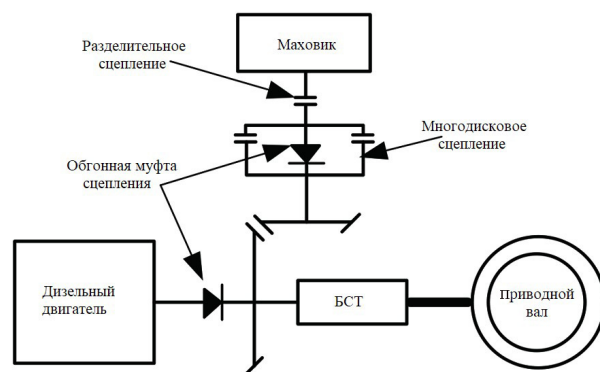 Маховик
Разделительное
сцепление
Многодисковое
сцепление
Обгонная муфта
сцепления
Дизельный
двигатель
БСТ
Приводной
вал